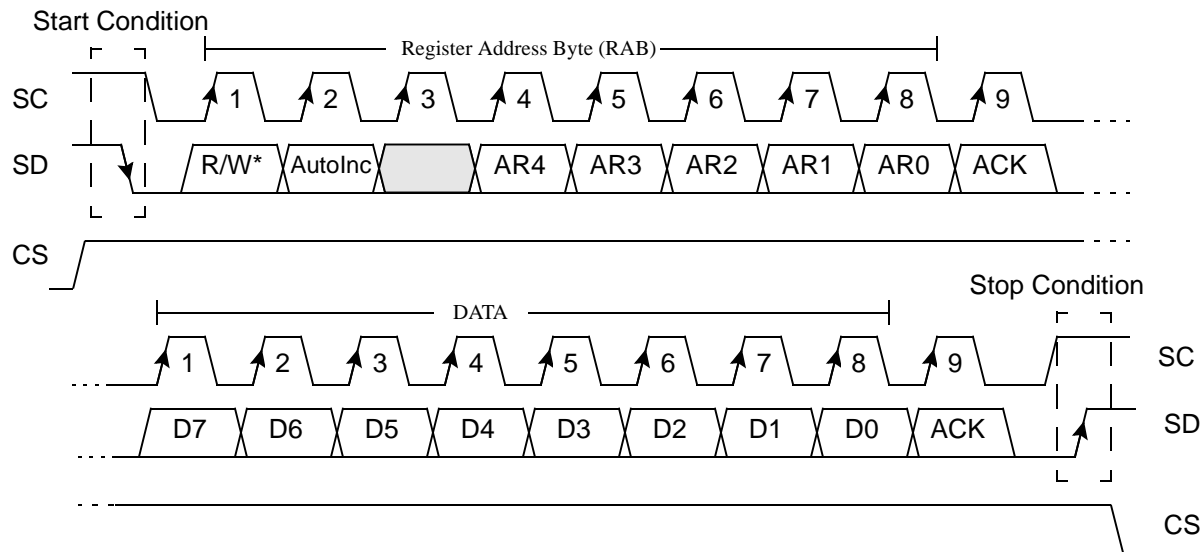 Start Condition
Register Address Byte (RAB)
SC 1 2 3 4 5 6 7 8 9
SD R/W* AutoInc AR4 AR3 AR2 AR1 AR0 ACK
CS
Stop Condition
DATA
1 2 3 4 5 6 7 8 9 SC
D7 D6 D5 D4 D3 D2 D1 D0 ACK SD
CS